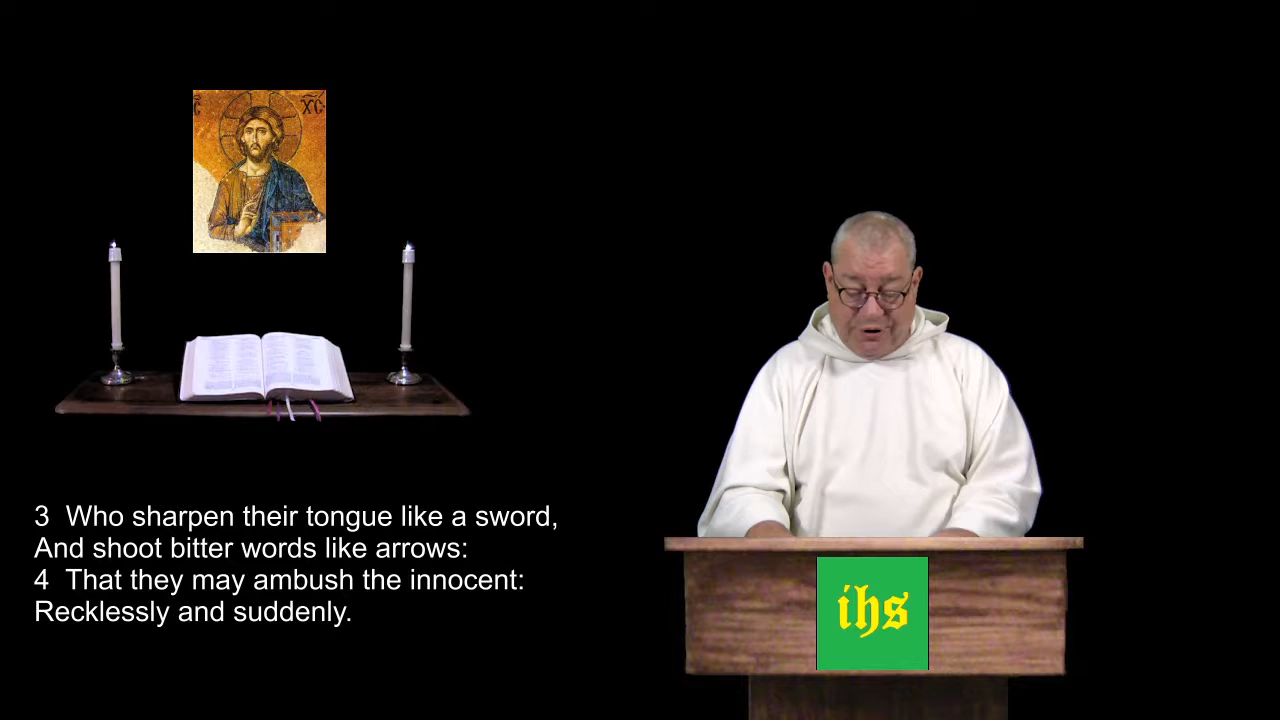 XC
3 Who sharpen their tongue like a sword,
And shoot bitter words like arrows:
4 That they may ambush the innocent:
Recklessly and suddenly.
ihs